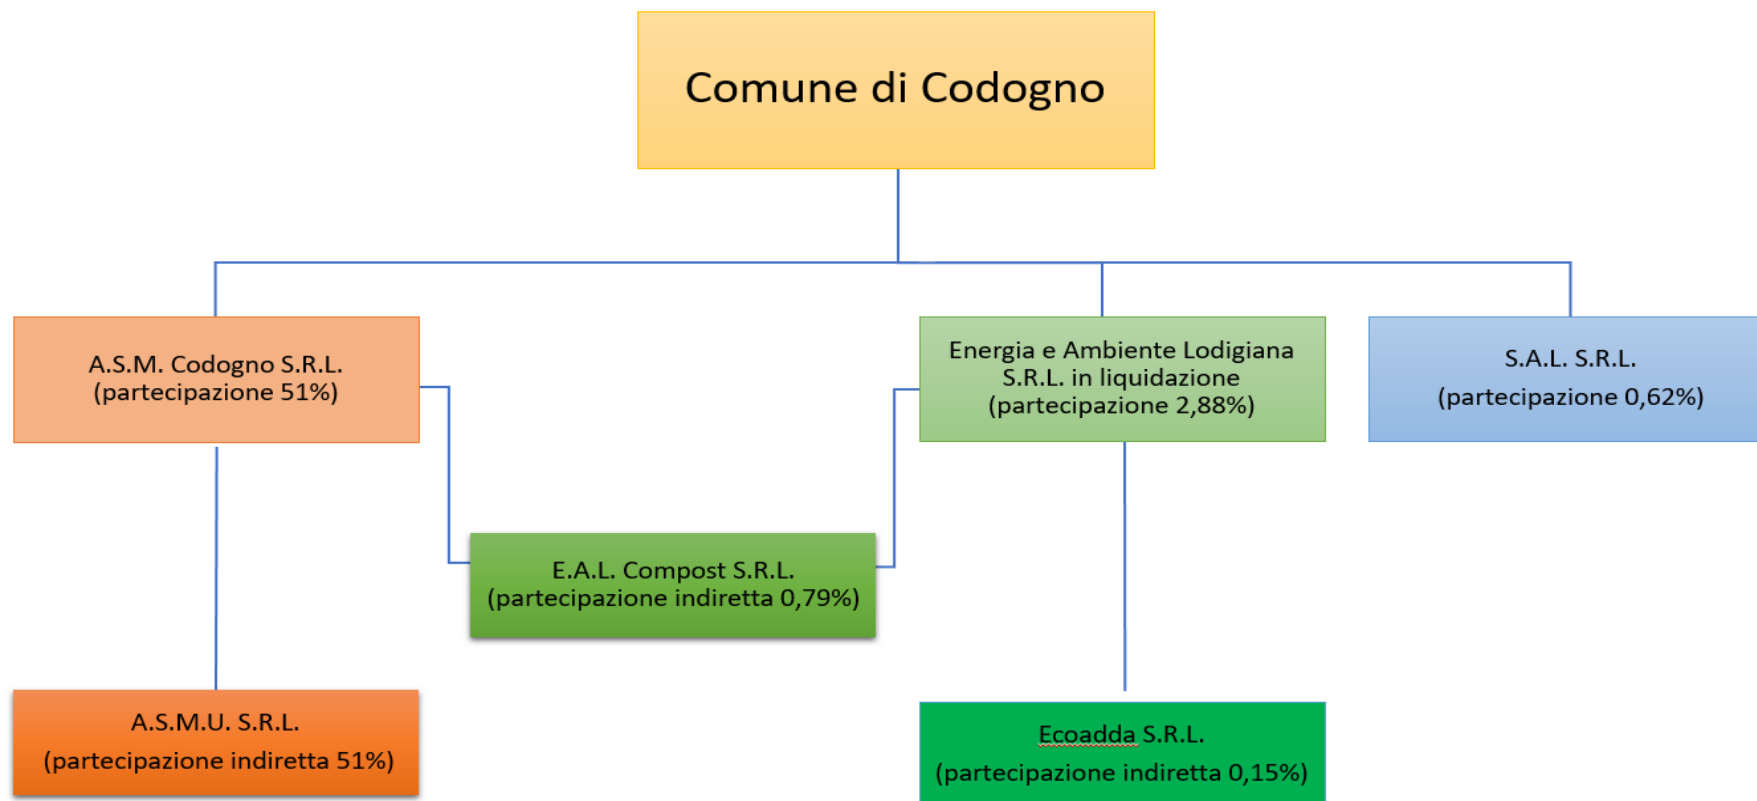 Comune di Codogno
A.S.M. Codogno S.R.L.
(partecipazione 51%)
Energia e Ambiente Lodigiana
S.R.L. in liquidazione
(partecipazione 2,88%)
S.A.L. S.R.L.
(partecipazione 0,62%)
E.A.L. Compost S.R.L.
(partecipazione indiretta 0,79%)
A.S.M.U. S.R.L.
(partecipazione indiretta 51%)
Ecoadda S.R.L.
(partecipazione indiretta 0,15%)